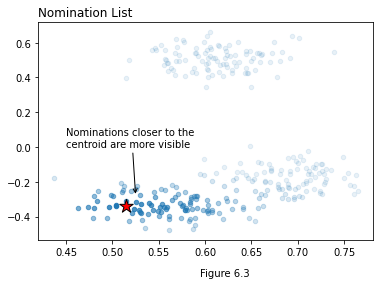 Nomination List
0.6
0.4
0.2
0.0
−0.2
−0.4
Nominations closer to the
centroid are more visible
0.45 0.50 0.55 0.60 0.65 0.70 0.75
Figure 6.3